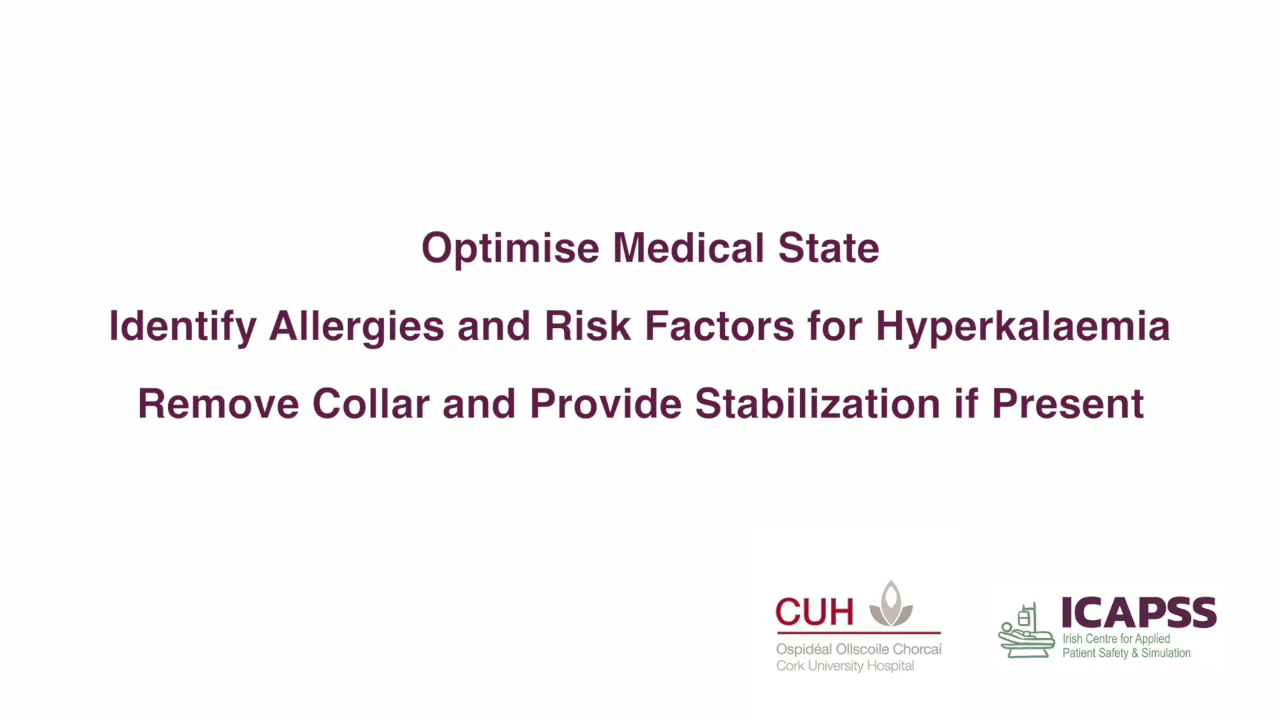 Optimise Medical State
Identify Allergies and Risk Factors for Hyperkalaemia
Remove Collar and Provide Stabilization if Present
CUH
Ospidéal Ollscoile Chorcaí
Cork University Hospital
ICAPSS
Irish Centre for Applied
Patient Safety & Simulation